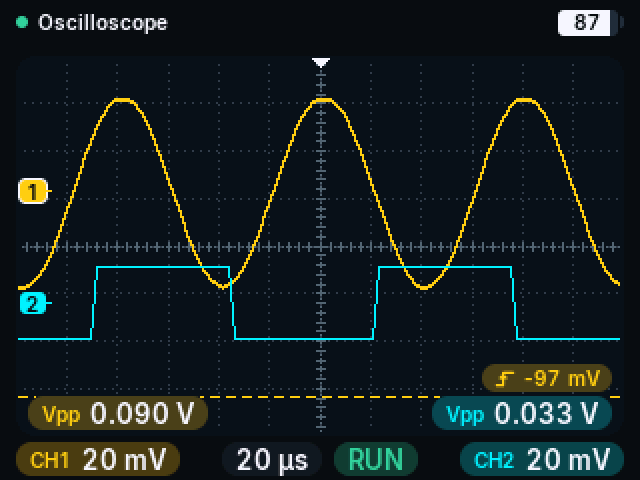 Oscilloscope 87
1
2
-97 mV
Vpp 0.090 V Vpp 0.033 V
CH1 20 mV 20 µs RUN CH2 20 mV